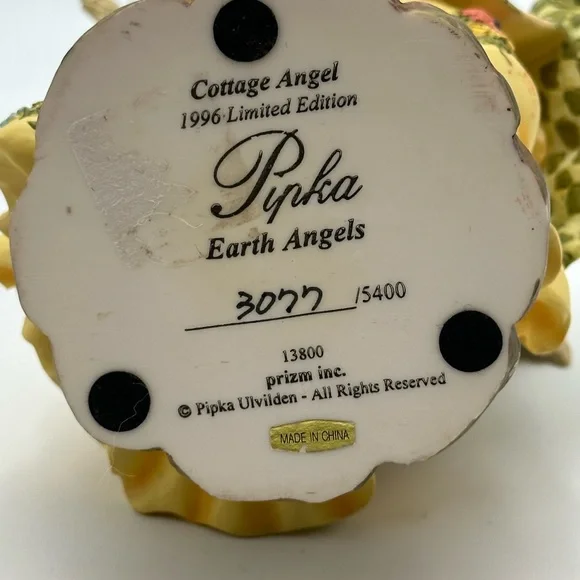 Cottage Angel
1996 Limited Edition
Pipka
Earth Angels
3077 /5400
13800
prizm inc.
© Pipka Ulvilden - All Rights Reserved
MADE IN CHINA